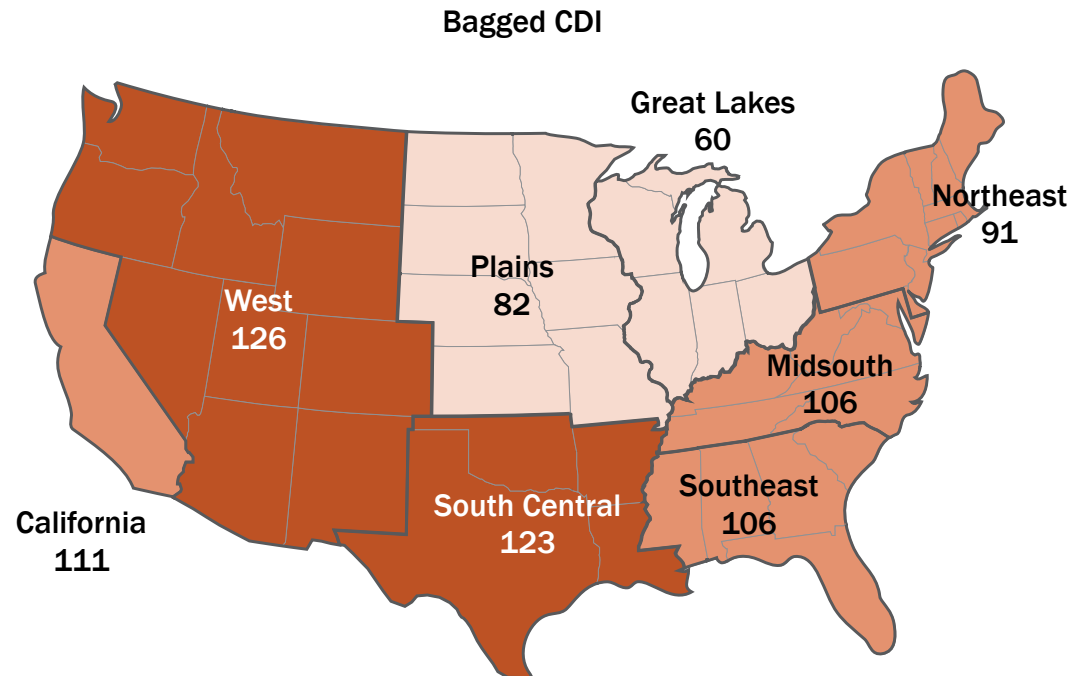 Bagged CDI
Great Lakes
60
Northeast
91
Plains
82
West
126
Midsouth
106
Southeast
106
South Central
123
California
111